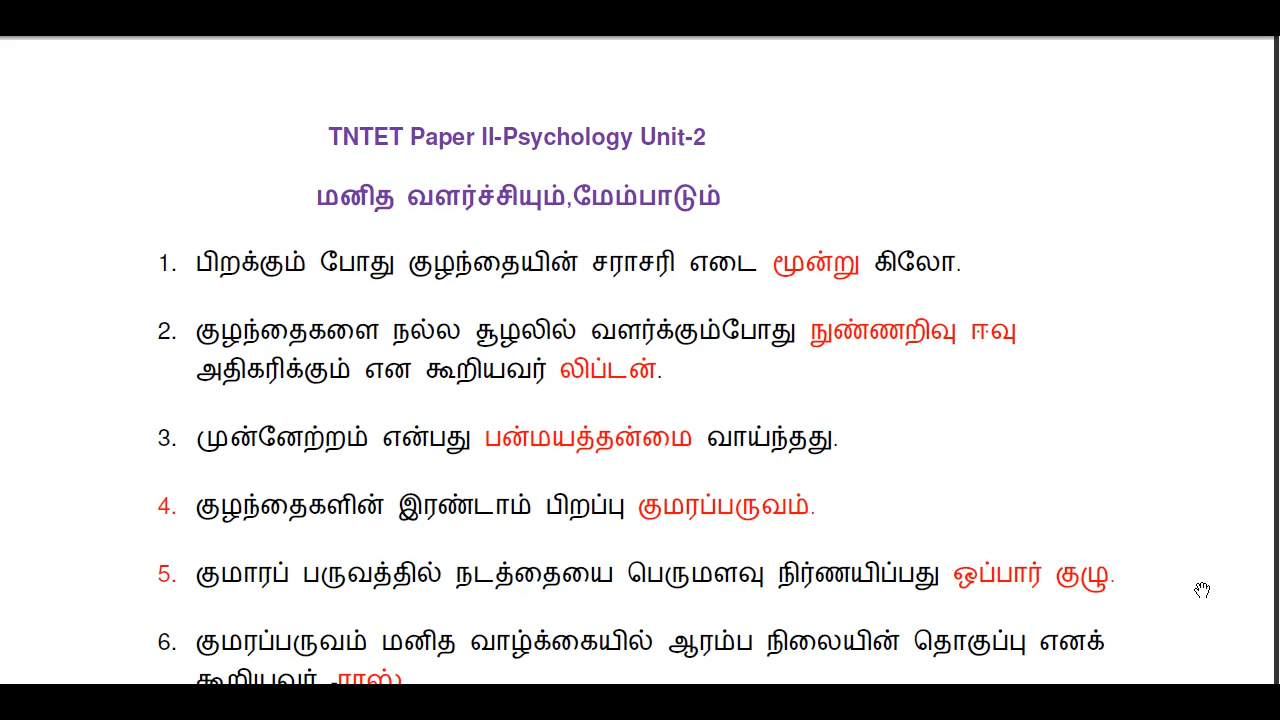 TNTET Paper II-Psychology Unit-2
மனித வளர்ச்சியும்,மேம்பாடும்
1. பிறக்கும் போது குழந்தையின் சராசரி எடை மூன்று கிலோ.
2. குழந்தைகளை நல்ல சூழலில் வளர்க்கும்போது நுண்ணறிவு ஈவு
அதிகரிக்கும் என கூறியவர் லிப்டன்.
3. முன்னேற்றம் என்பது பன்மயத்தன்மை வாய்ந்தது.
4. குழந்தைகளின் இரண்டாம் பிறப்பு குமரப்பருவம்.
5. குமாரப் பருவத்தில் நடத்தையை பெருமளவு நிர்ணயிப்பது ஒப்பார் குழு.
6. குமரப்பருவம் மனித வாழ்க்கையில் ஆரம்ப நிலையின் தொகுப்பு எனக்
கூறியவர் -ராஸ்